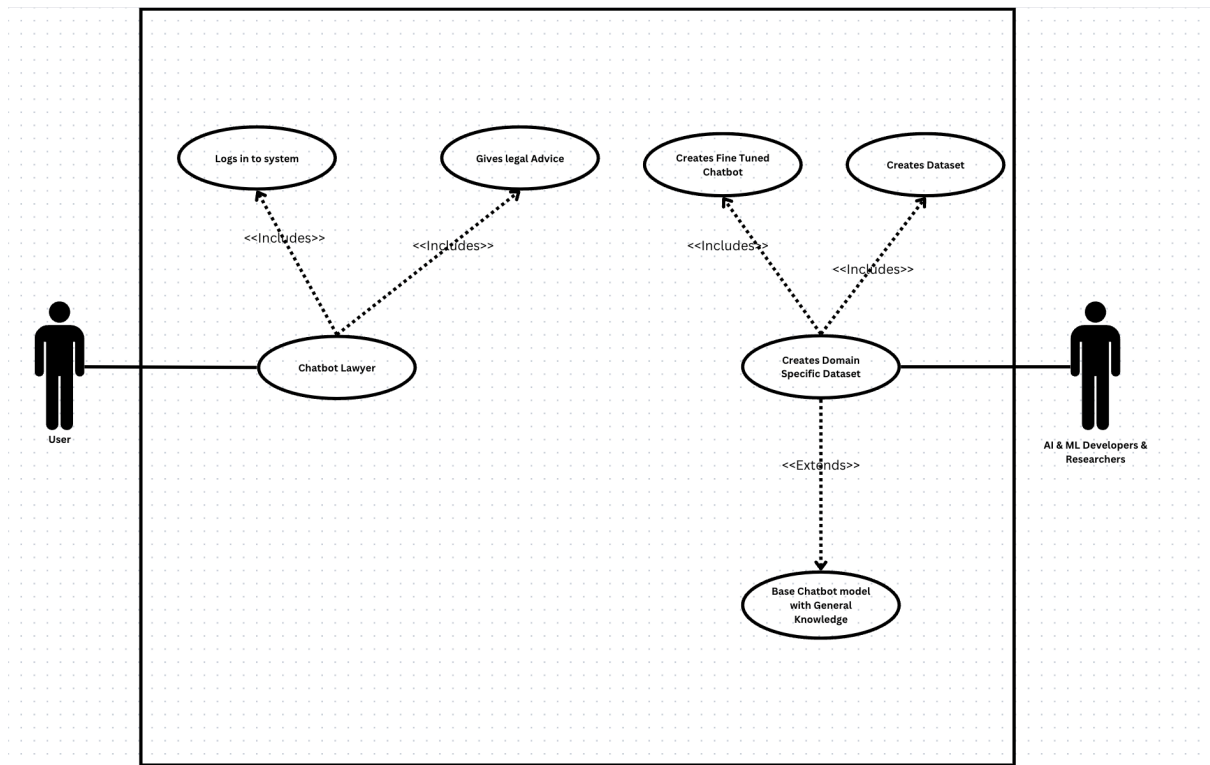 Logs in to system
Gives legal Advice
Creates Fine Tuned
Chatbot
Creates Dataset
<<Includes>>
<<Includes>>
<<Includes>>
<<Includes>>
Chatbot Lawyer
Creates Domain
Specific Dataset
User
AI & ML Developers &
Researchers
<<Extends>>
Base Chatbot model
with General
Knowledge